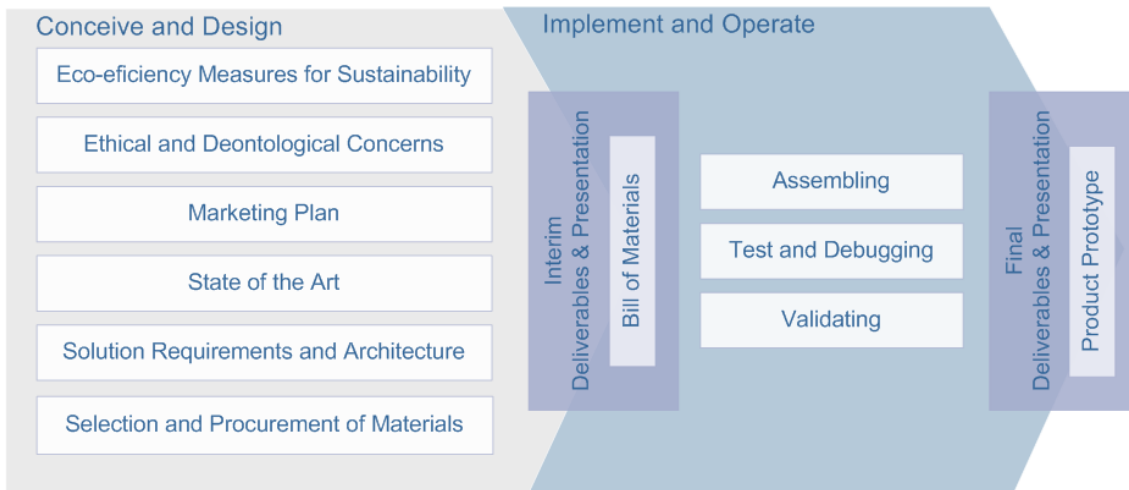 Conceive and Design
Eco-eficiency Measures for Sustainability
Ethical and Deontological Concerns
Marketing Plan
State of the Art
Solution Requirements and Architecture
Selection and Procurement of Materials
Implement and Operate
Interim
Deliverables & Presentation
Bill of Materials
Assembling
Test and Debugging
Validating
Final
Deliverables & Presentation
Product Prototype